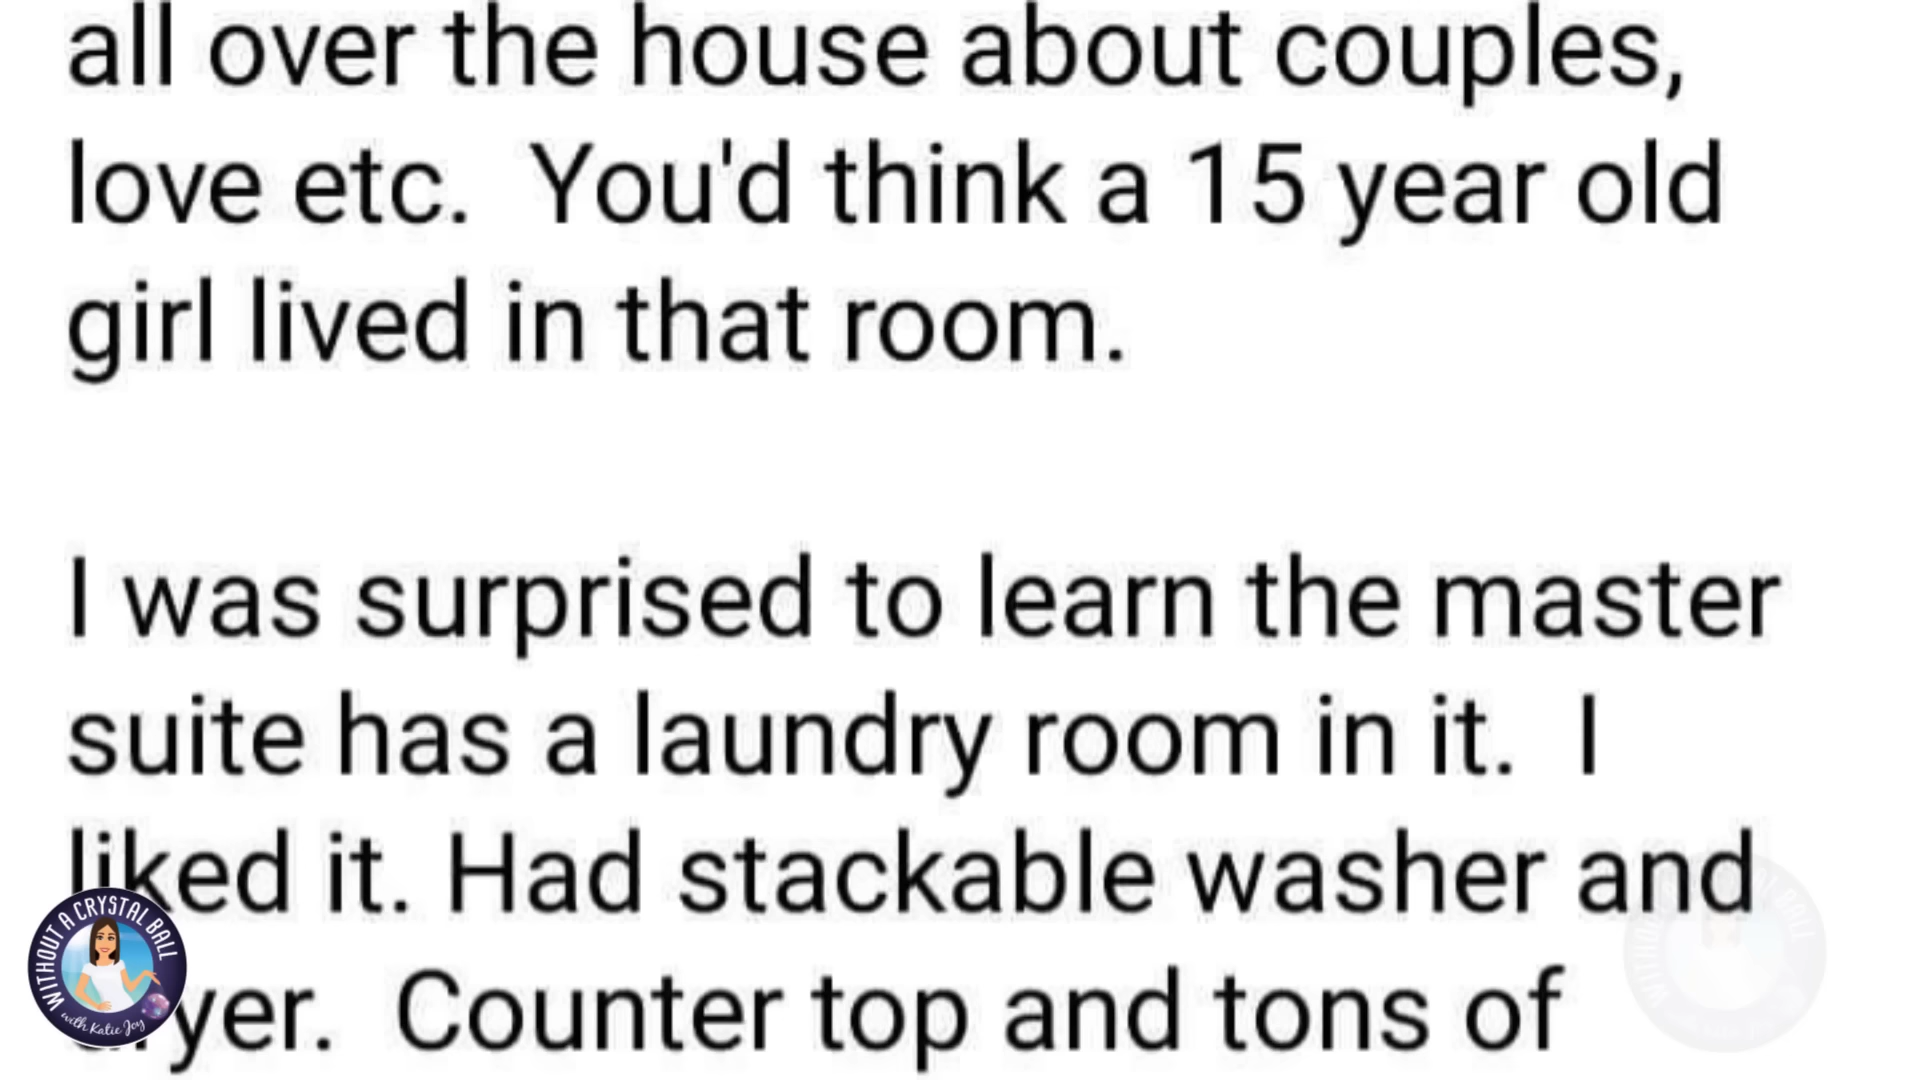 all over the house about couples,
love etc.  You'd think a 15 year old
girl lived in that room.
I was surprised to learn the master
suite has a laundry room in it.  I
liked it. Had stackable washer and
dryer.  Counter top and tons of
WITHOUT A CRYSTAL BALL
with Katie Joy